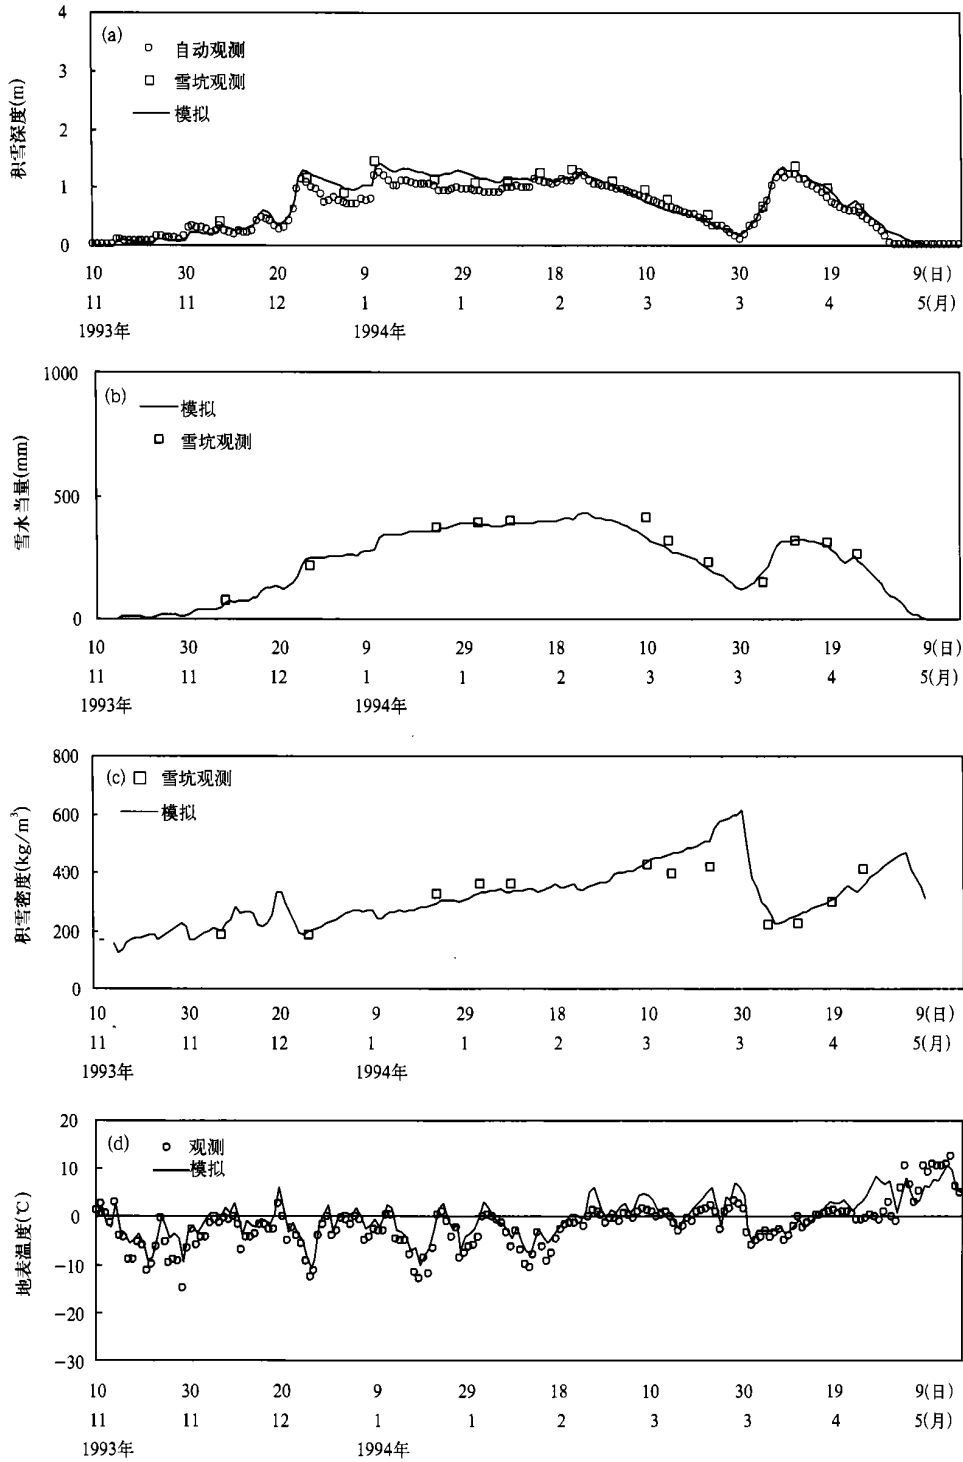 (a)
自动观测
雪坑观测
模拟
积雪深度(m)
4
3
2
1
0
10 30 20 9 29 18 10 30 19 9(日)
11 11 12 1 1 2 3 3 4 5(月)
1993年 1994年
(b)
模拟
雪坑观测
雪水当量(mm)
1000
500
0
10 30 20 9 29 18 10 30 19 9(日)
11 11 12 1 1 2 3 3 4 5(月)
1993年 1994年
(c)
雪坑观测
模拟
积雪密度(kg/m³)
800
600
400
200
0
10 30 20 9 29 18 10 30 19 9(日)
11 11 12 1 1 2 3 3 4 5(月)
1993年 1994年
(d)
观测
模拟
地表温度(℃)
20
10
0
−10
−20
−30
10 30 20 9 29 18 10 30 19 9(日)
11 11 12 1 1 2 3 3 4 5(月)
1993年 1994年